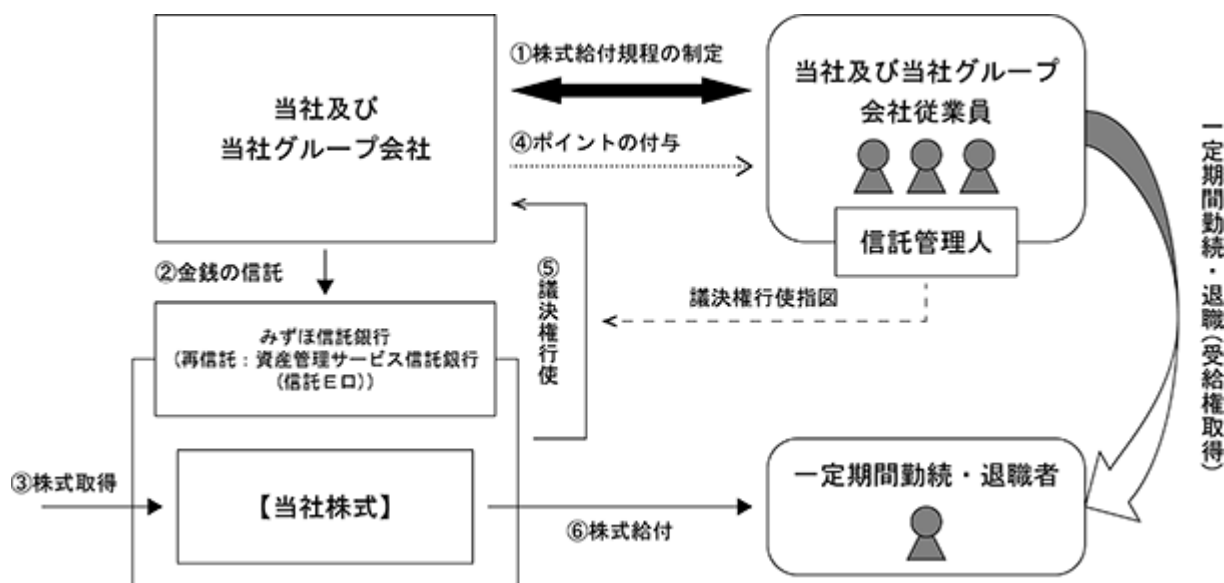 ①株式給付規程の制定
当社及び
当社グループ会社
当社及び当社グループ
会社従業員
④ポイントの付与
信託管理人
②金銭の信託
⑤議決権行使
議決権行使指図
みずほ信託銀行
(再信託：資産管理サービス信託銀行
(信託E口))
一定期間勤続・退職(受給権取得)
③株式取得
【当社株式】
⑥株式給付
一定期間勤続・退職者